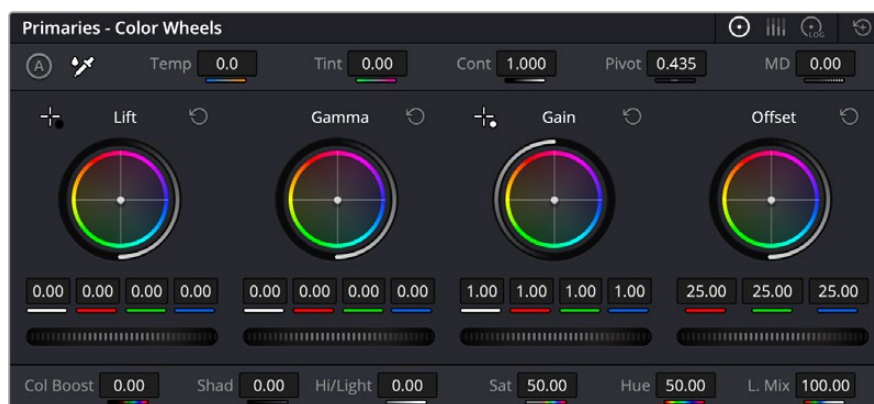 Primaries - Color Wheels
LOG
A Temp 0.0 Tint 0.00 Cont 1.000 Pivot 0.435 MD 0.00
Lift Gamma Gain Offset
0.00 0.00 0.00 0.00 0.00 0.00 0.00 0.00 1.00 1.00 1.00 1.00 25.00 25.00 25.00
Col Boost 0.00 Shad 0.00 Hi/Light 0.00 Sat 50.00 Hue 50.00 L. Mix 100.00